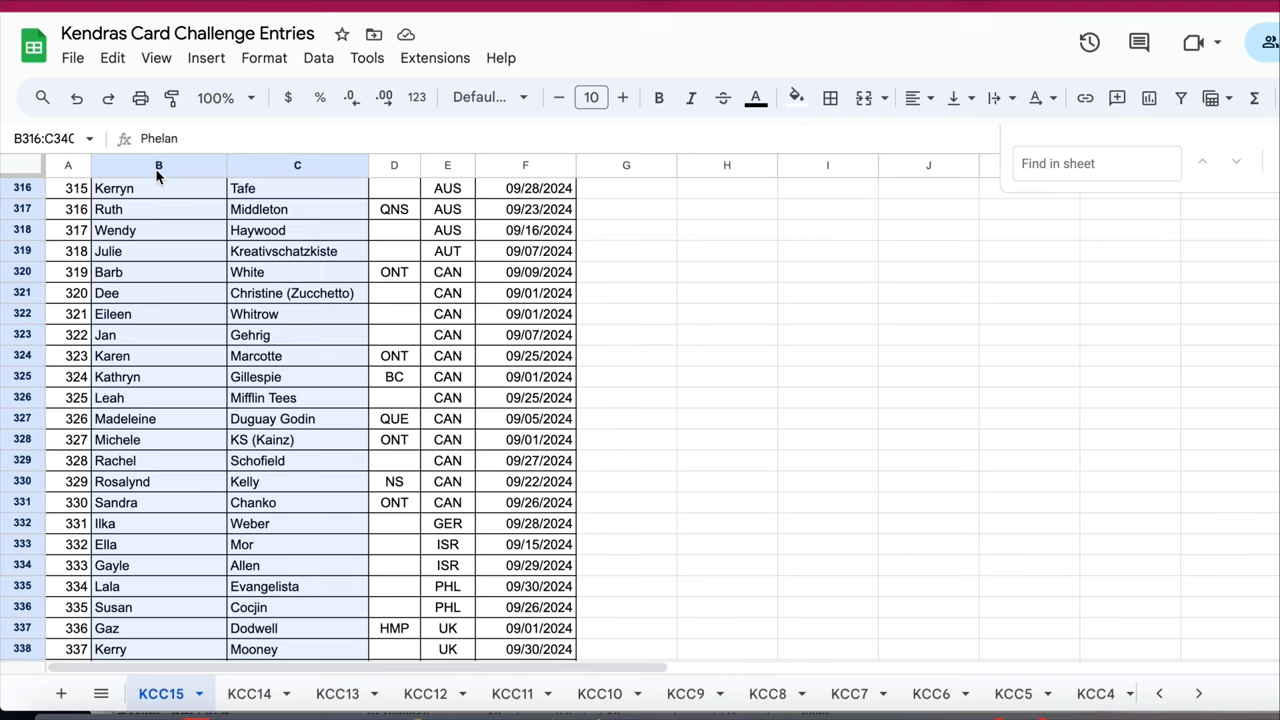 Kendras Card Challenge Entries
File Edit View Insert Format Data Tools Extensions Help
100% $ % .0 .00 123 Defaul... 10 B I A Σ
B316:C34C fx Phelan
A B C D E F G H I J
Find in sheet
316 315 Kerryn Tafe AUS 09/28/2024
317 316 Ruth Middleton QNS AUS 09/23/2024
318 317 Wendy Haywood AUS 09/16/2024
319 318 Julie Kreativschatzkiste AUT 09/07/2024
320 319 Barb White ONT CAN 09/09/2024
321 320 Dee Christine (Zucchetto) CAN 09/01/2024
322 321 Eileen Whitrow CAN 09/01/2024
323 322 Jan Gehrig CAN 09/07/2024
324 323 Karen Marcotte ONT CAN 09/25/2024
325 324 Kathryn Gillespie BC CAN 09/01/2024
326 325 Leah Mifflin Tees CAN 09/25/2024
327 326 Madeleine Duguay Godin QUE CAN 09/05/2024
328 327 Michele KS (Kainz) ONT CAN 09/01/2024
329 328 Rachel Schofield CAN 09/27/2024
330 329 Rosalynd Kelly NS CAN 09/22/2024
331 330 Sandra Chanko ONT CAN 09/26/2024
332 331 Ilka Weber GER 09/28/2024
333 332 Ella Mor ISR 09/15/2024
334 333 Gayle Allen ISR 09/29/2024
335 334 Lala Evangelista PHL 09/30/2024
336 335 Susan Cocjin PHL 09/26/2024
337 336 Gaz Dodwell HMP UK 09/01/2024
338 337 Kerry Mooney UK 09/30/2024
KCC15 KCC14 KCC13 KCC12 KCC11 KCC10 KCC9 KCC8 KCC7 KCC6 KCC5 KCC4